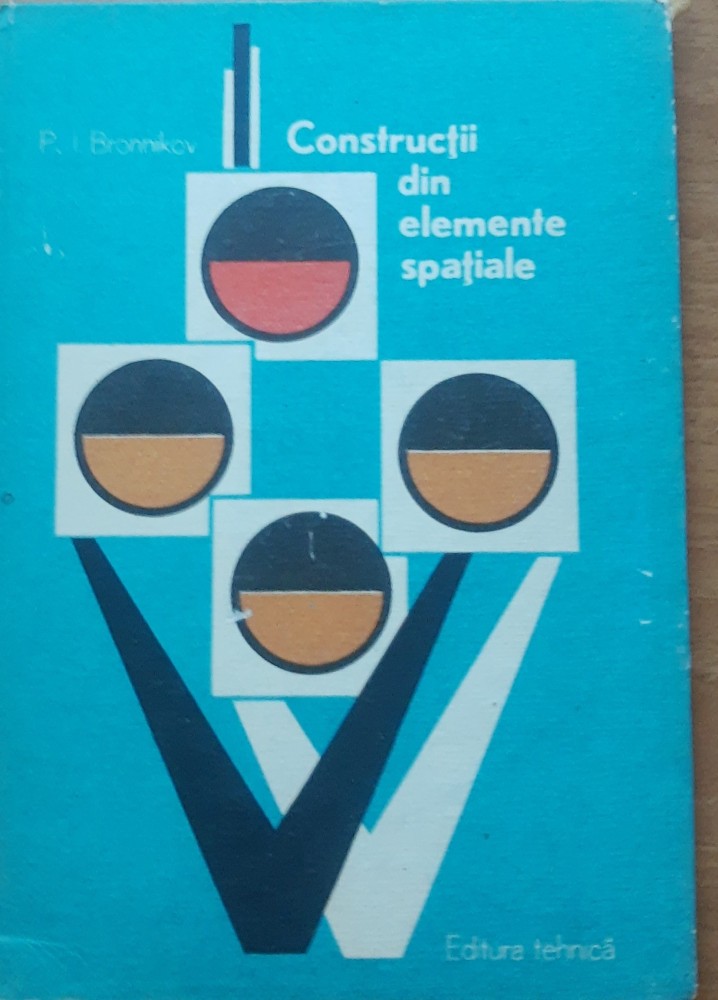 P. I Bronnikov
Construcţii
din
elemente
spaţiale
Editura tehnică